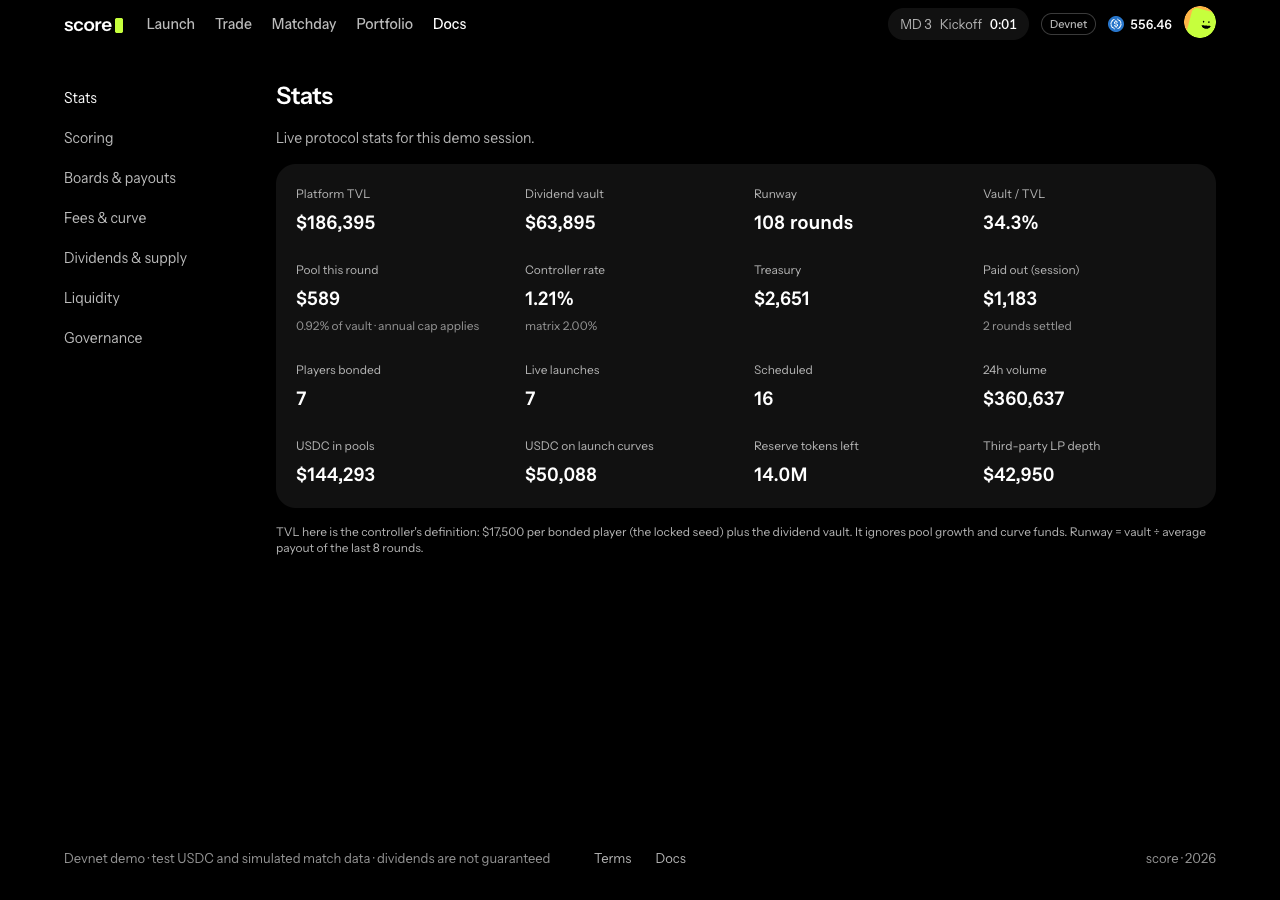 score
Launch Trade Matchday Portfolio Docs
MD 3 Kickoff 0:01
Devnet
556.46
Stats
Scoring
Boards & payouts
Fees & curve
Dividends & supply
Liquidity
Governance
Stats
Live protocol stats for this demo session.
Platform TVL
$186,395
Dividend vault
$63,895
Runway
108 rounds
Vault / TVL
34.3%
Pool this round
$589
0.92% of vault · annual cap applies
Controller rate
1.21%
matrix 2.00%
Treasury
$2,651
Paid out (session)
$1,183
2 rounds settled
Players bonded
7
Live launches
7
Scheduled
16
24h volume
$360,637
USDC in pools
$144,293
USDC on launch curves
$50,088
Reserve tokens left
14.0M
Third-party LP depth
$42,950
TVL here is the controller's definition: $17,500 per bonded player (the locked seed) plus the dividend vault. It ignores pool growth and curve funds. Runway = vault ÷ average
payout of the last 8 rounds.
Devnet demo · test USDC and simulated match data · dividends are not guaranteed
Terms
Docs
score · 2026